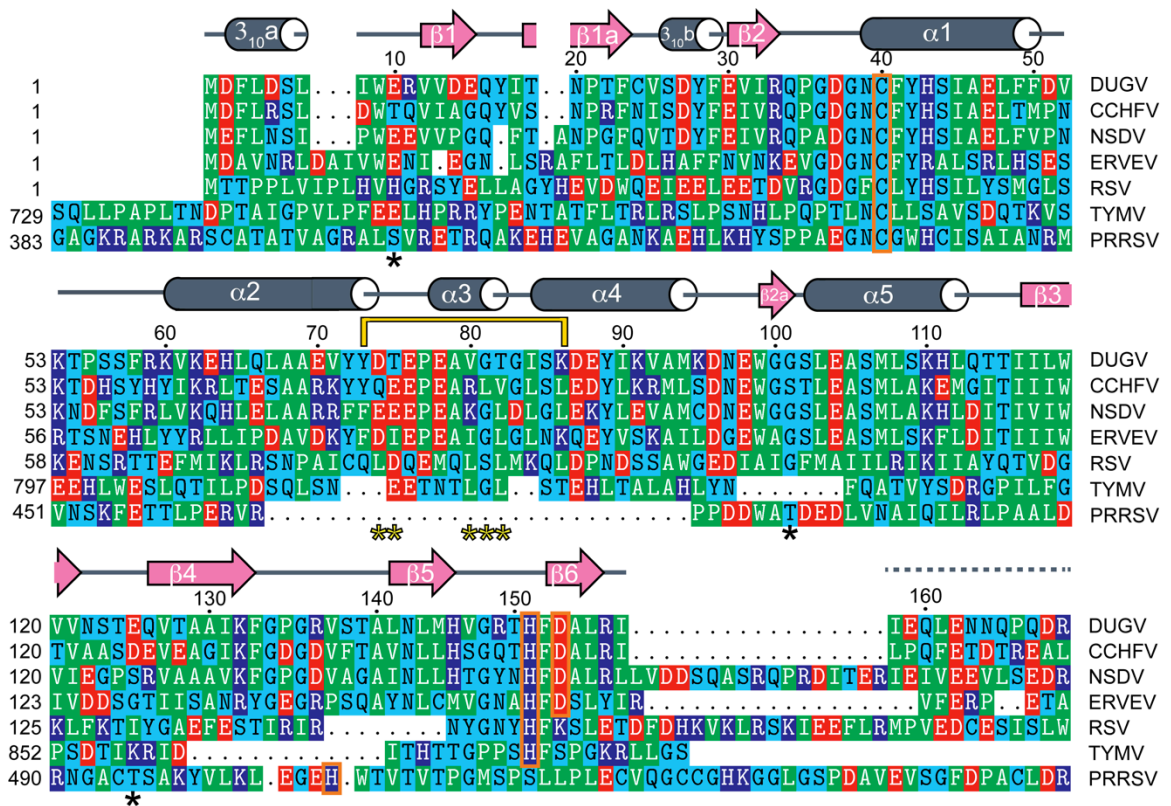 3₁₀a β1 β1a 3₁₀b β2 α1
10 20 30 40 50
1 MDFLDSL...IWERVVDEQYIT..NPTFCVSDYFEVIRQPGDGNCFYHSIAELFFDV DUGV
1 MDFLRSL...DWTQVIAGQYIT..NPRFNISDYFEIVRQPGDGNCFYHSIAELTMPN CCHFV
1 MEFLNSI...PWEEVVPGQ.FT.ANPGFQVTDYFEIVRQPADGNCFYHSIAELFVPN NSDV
1 MDAVNRLDAIVWENI.EGN.LSRAFLTLDLHAFFNVNKEVGDGNCFYRALSRLHSES ERVEV
1 MTTPPLVIPLHVHGRSYELLAGYHEVDWQEIEELEETDVRGDGFCLYHSILYSMGLS RSV
729 SQLLPAPLTNDPTAIGPVLPFEELHPRRYPENTATFLTRLRSLPSNHLPQPTLNCLLSAVSDQTKVS TYMV
383 GAGKRARKARSCATATVAGRALSVRETRQAKEHEVAGANKAEHLKHYSPPAEGNCGWHCISAIANRM PRRSV
*
α2 α3 α4 β2a α5 β3
60 70 80 90 100 110
53 KTPSSFRKVKEHLQLAAEVYYDTEPEAVGTGISKDEYIKVAMKDNEWGGSLEASMLSKHLQTTIILW DUGV
53 KTDHSYHYIKRLTESAARKYYQEEPEARLVGLSLEDYLKRMLSDNEWGSTLEASMLAKEMGITIIIW CCHFV
53 KNDFSFRLVKQHLELAARRFFEEEPEAKGLDLGLEKYLEVAMCDNEWGGSLEASMLAKHLDITIVIW NSDV
56 RTSNEHLYYRLLIPDAVDKYFDIEPEAIGLGLNKQEYVSKAILDGEWAGSLEASMLSKFLDITIIIW ERVEV
58 KENSRTTEFMIKLRSNPAICQLDQEMQLSLMKQLDPNDSSAWGEDIAIGFMAIILRIKIIAYQTVDG RSV
797 EEHLWESLQTILPDSQLSN...EETNTLGL..STEHLTALAHLYN.......FQATVYSDRGPILFG TYMV
451 VNSKFETTLPERVR............................PPDDWATDEDLVNAIQILRLPAALD PRRSV
** *** *
β4 β5 β6
130 140 150 160
120 VVNSTEQVTAAIKFGPGRVSTALNLMHVGRTHFDALRI.................IEQLENNQPQDR DUGV
120 TVAASDEVEAGIKFGDGDVFTAVNLLHSGQTHFDALRI.................LPQFETDTREAL CCHFV
120 VIEGPSRVAAAVKFGPGDVAGAINLLHTGYNHFDALRLLVDDSQASRQPRDITERIEIVEEVLSEDR NSDV
123 IVDDSGTIISANRYGEGRPSQAYNLCMVGNAHFDSLYIR..................VFERP..ETA ERVEV
125 KLFKTIYGAEFESTIRIR.........NYGNYHFKSLETDFDHKVKLRSKIEEFLRMPVEDCESISLW RSV
852 PSDTIKRID............ITHTTGPPSHFSPGKRLLGS TYMV
490 RNGACTSAKYVLKL.EGEH.WTVTVTPGMSPSLLPLECVQGCCGHKGGLGSPDAVEVSGFDPACLDR PRRSV
*